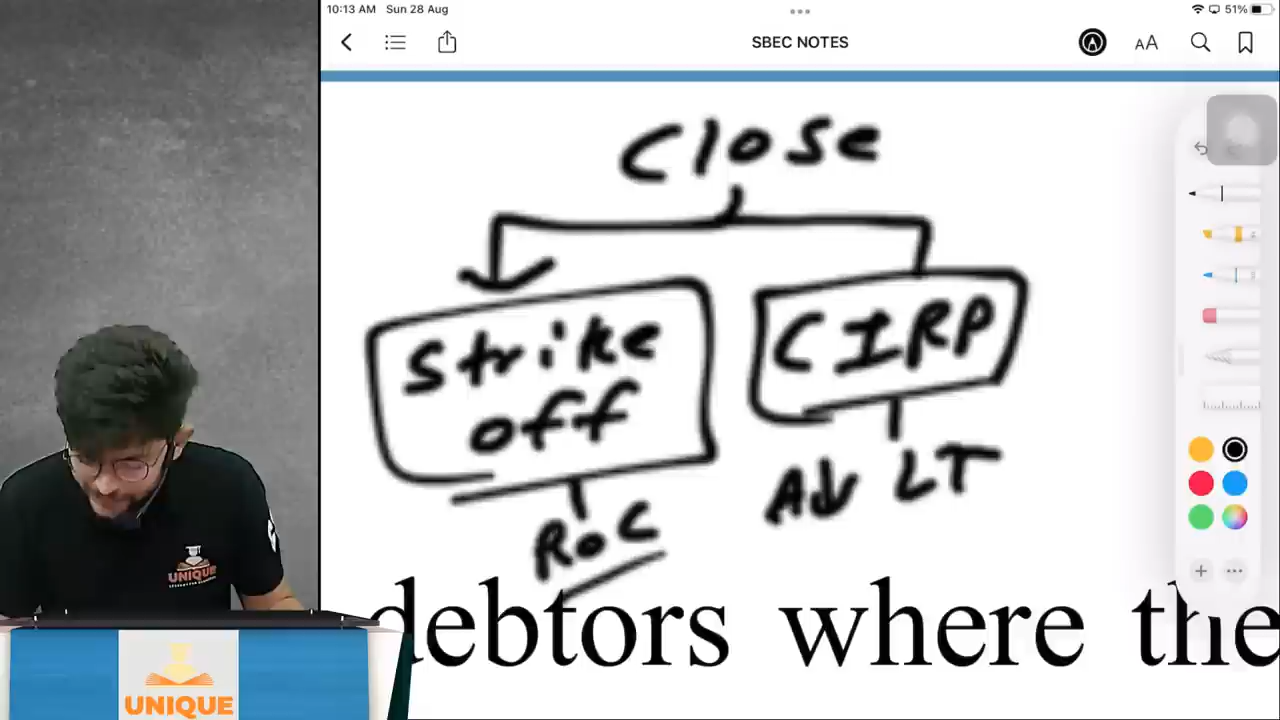 10:13 AM Sun 28 Aug
51%
SBEC NOTES
AA
Close
Strike CIRP
off
LT
RoC
debtors where the
UNIQUE
UNIQUE